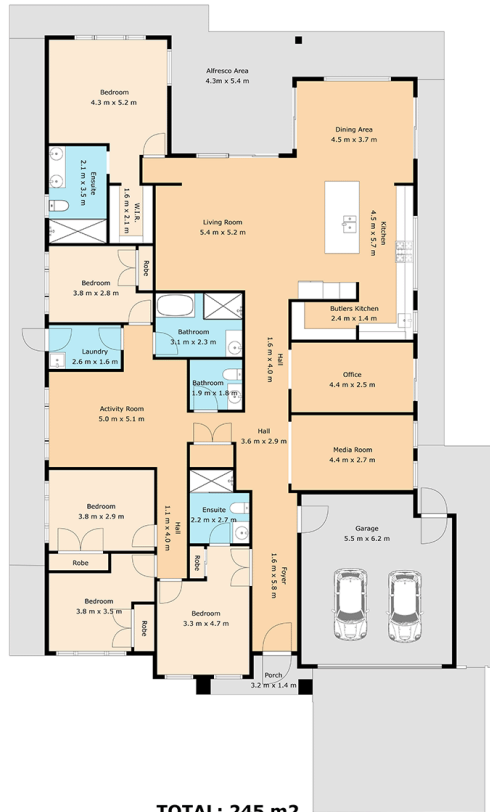 Alfresco Area
4.3m x 5.4 m
Bedroom
4.3 m x 5.2 m
Dining Area
4.5 m x 3.7 m
Ensuite
2.1 m x 3.5 m
W.I.R.
1.6 m x 2.1 m
Living Room
5.4 m x 5.2 m
Kitchen
4.5 m x 5.7 m
Bedroom
3.8 m x 2.8 m
Robe
Butlers Kitchen
2.4 m x 1.4 m
Bathroom
3.1 m x 2.3 m
Hall
1.6 m x 4.0 m
Laundry
2.6 m x 1.6 m
Bathroom
1.9 m x 1.8 m
Office
4.4 m x 2.5 m
Activity Room
5.0 m x 5.1 m
Hall
3.6 m x 2.9 m
Media Room
4.4 m x 2.7 m
Bedroom
3.8 m x 2.9 m
Hall
1.1 m x 4.0 m
Ensuite
2.2 m x 2.7 m
Garage
5.5 m x 6.2 m
Robe
Robe
Foyer
1.6 m x 5.8 m
Bedroom
3.8 m x 3.5 m
Robe
Bedroom
3.3 m x 4.7 m
Porch
3.2 m x 1.4 m
TOTAL: 245 m2